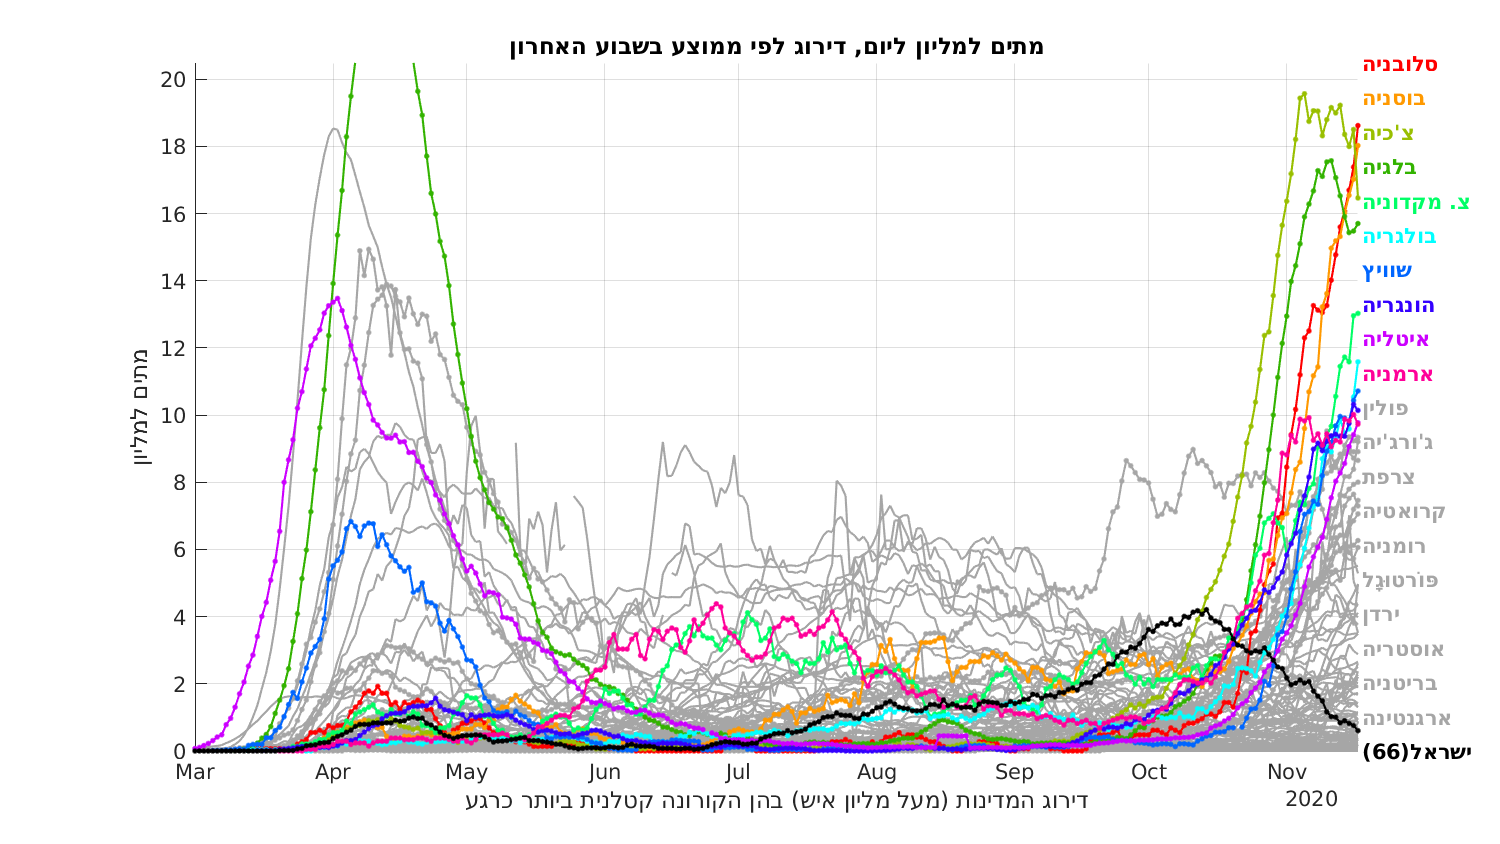 מתים למליון ליום, דירוג לפי ממוצע בשבוע האחרון
מתים למליון
20
18
16
14
12
10
8
6
4
2
0
Mar Apr May Jun Jul Aug Sep Oct Nov
2020
דירוג המדינות (מעל מליון איש) בהן הקורונה קטלנית ביותר כרגע
סלובניה
בוסניה
צ'כיה
בלגיה
צ. מקדוניה
בולגריה
שוויץ
הונגריה
איטליה
ארמניה
פולין
ג'ורג'יה
צרפת
קרואטיה
רומניה
פּוֹרטוּגָל
ירדן
אוסטריה
בריטניה
ארגנטינה
ישראל(66)